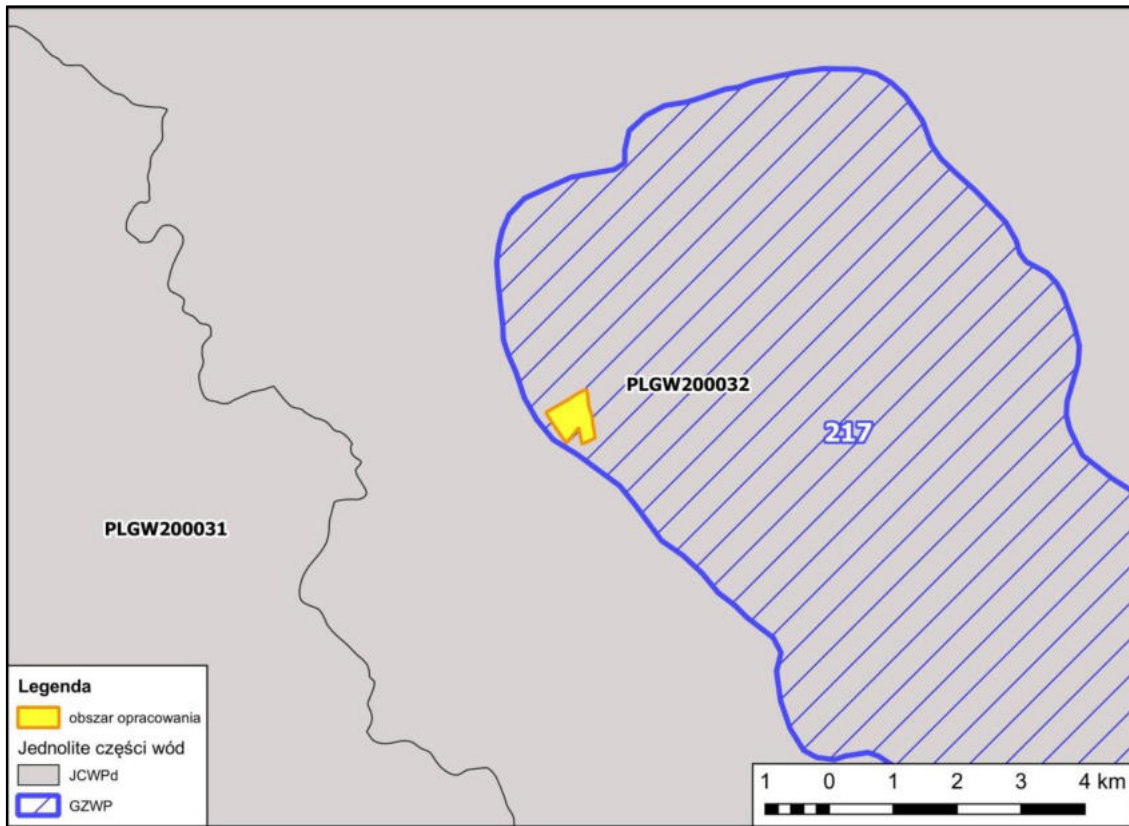 PLGW200032
217
PLGW200031
Legenda
obszar opracowania
Jednolite części wód
JCWPd
GZWP
1 0 1 2 3 4 km